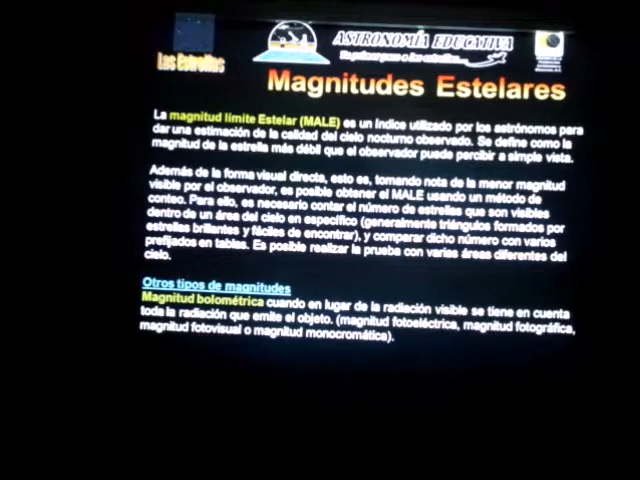 Las Estrellas
ASTRONOMÍA EDUCATIVA
Magnitudes Estelares
La magnitud límite Estelar (MALE) es un índice utilizado por los astrónomos para
dar una estimación de la calidad del cielo nocturno observado. Se define como la
magnitud de la estrella más débil que el observador puede percibir a simple vista.
Además de la forma visual directa, esto es, tomando nota de la menor magnitud
visible por el observador, es posible obtener el MALE usando un método de
conteo. Para ello, es necesario contar el número de estrellas que son visibles
dentro de un área del cielo en específico (generalmente triángulos formados por
estrellas brillantes y fáciles de encontrar), y comparar dicho número con varios
prefijados en tablas. Es posible realizar la prueba con varias áreas diferentes del
cielo.
Otros tipos de magnitudes
Magnitud bolométrica cuando en lugar de la radiación visible se tiene en cuenta
toda la radiación que emite el objeto. (magnitud fotoeléctrica, magnitud fotográfica,
magnitud fotovisual o magnitud monocromática).